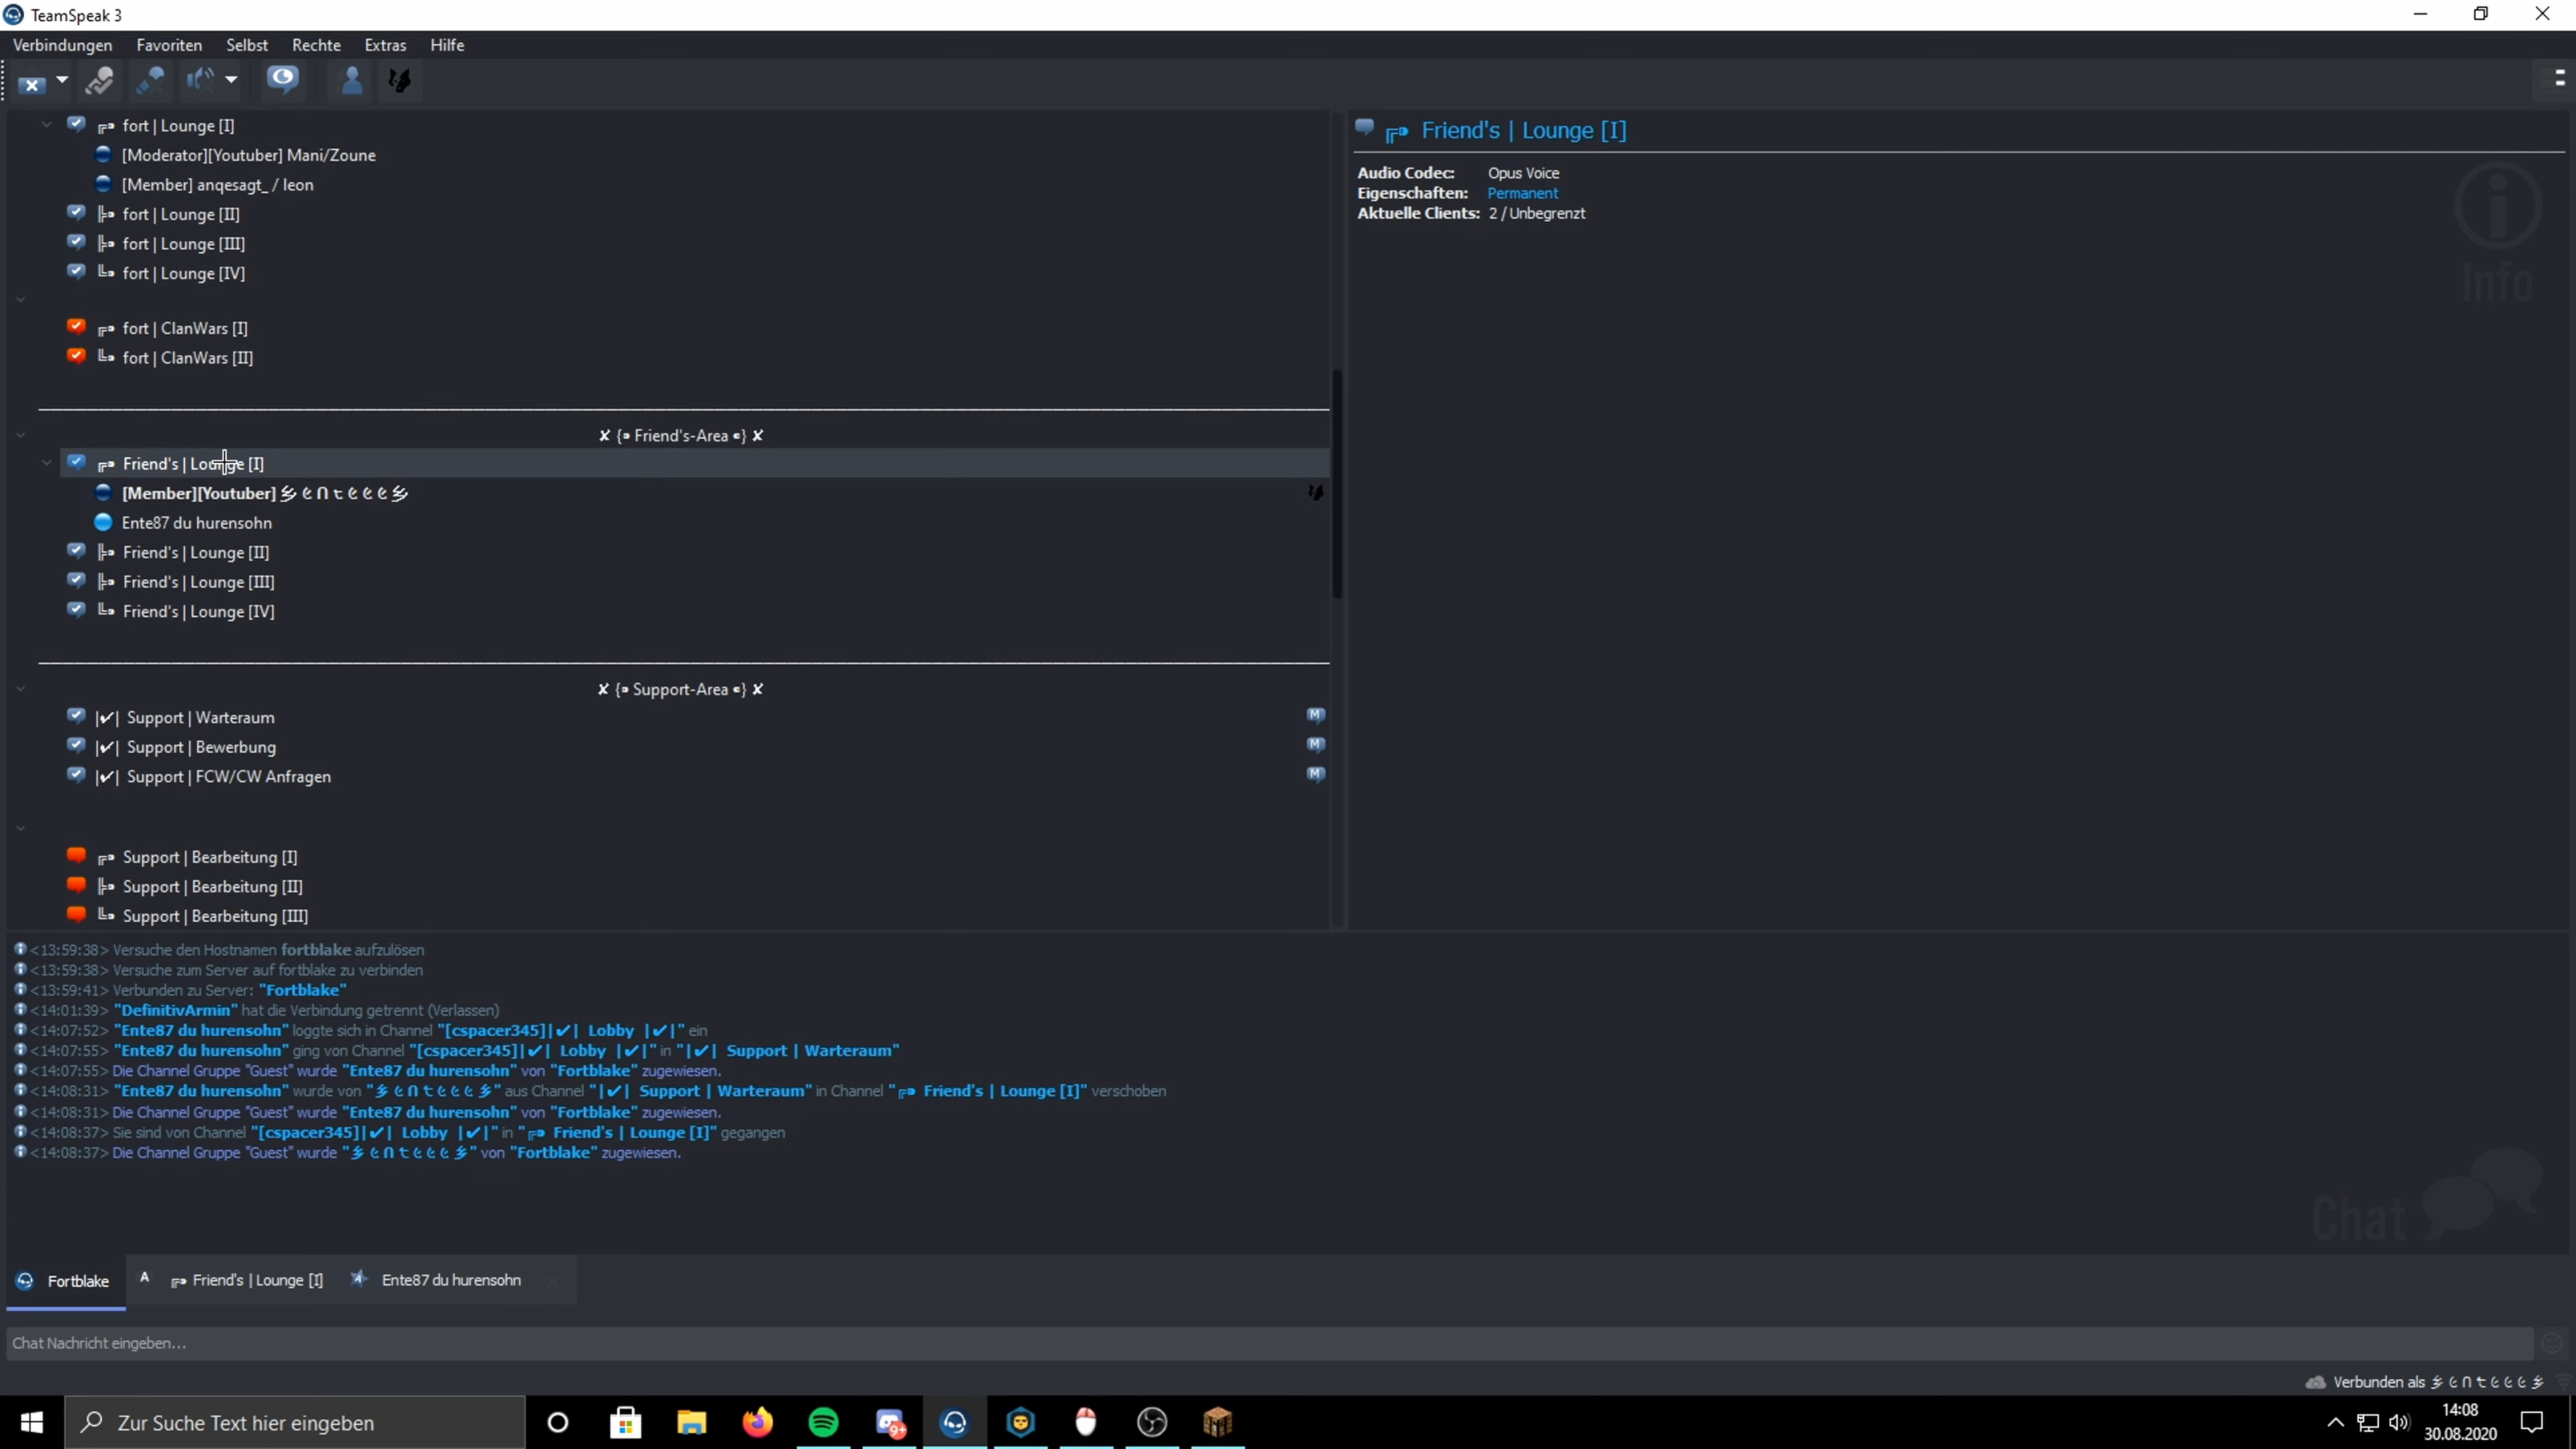 TeamSpeak 3
Verbindungen Favoriten Selbst Rechte Extras Hilfe
╔ fort | Lounge [I]
[Moderator][Youtuber] Mani/Zoune
[Member] anqesagt_ / leon
╠ fort | Lounge [II]
╠ fort | Lounge [III]
╚ fort | Lounge [IV]
╔ fort | ClanWars [I]
╚ fort | ClanWars [II]
✘ {• Friend's-Area •} ✘
╔ Friend's | Lounge [I]
[Member][Youtuber]
Ente87 du hurensohn
╠ Friend's | Lounge [II]
╠ Friend's | Lounge [III]
╚ Friend's | Lounge [IV]
✘ {• Support-Area •} ✘
|✔| Support | Warteraum
|✔| Support | Bewerbung
|✔| Support | FCW/CW Anfragen
╔ Support | Bearbeitung [I]
╠ Support | Bearbeitung [II]
╚ Support | Bearbeitung [III]
╔ Friend's | Lounge [I]
Audio Codec: Opus Voice
Eigenschaften: Permanent
Aktuelle Clients: 2 / Unbegrenzt
Info
<13:59:38> Versuche den Hostnamen fortblake aufzulösen
<13:59:38> Versuche zum Server auf fortblake zu verbinden
<13:59:41> Verbunden zu Server: "Fortblake"
<14:01:39> "DefinitivArmin" hat die Verbindung getrennt (Verlassen)
<14:07:52> "Ente87 du hurensohn" loggte sich in Channel "[cspacer345]|✔| Lobby |✔|" ein
<14:07:55> "Ente87 du hurensohn" ging von Channel "[cspacer345]|✔| Lobby |✔|" in "|✔| Support | Warteraum"
<14:07:55> Die Channel Gruppe "Guest" wurde "Ente87 du hurensohn" von "Fortblake" zugewiesen.
<14:08:31> "Ente87 du hurensohn" wurde von aus Channel "|✔| Support | Warteraum" in Channel "╔ Friend's | Lounge [I]" verschoben
<14:08:31> Die Channel Gruppe "Guest" wurde "Ente87 du hurensohn" von "Fortblake" zugewiesen.
<14:08:37> Sie sind von Channel "[cspacer345]|✔| Lobby |✔|" in "╔ Friend's | Lounge [I]" gegangen
<14:08:37> Die Channel Gruppe "Guest" wurde von "Fortblake" zugewiesen.
Chat
Fortblake A ╔ Friend's | Lounge [I] Ente87 du hurensohn
Chat Nachricht eingeben...
Verbunden als
Zur Suche Text hier eingeben
9+
14:08
30.08.2020